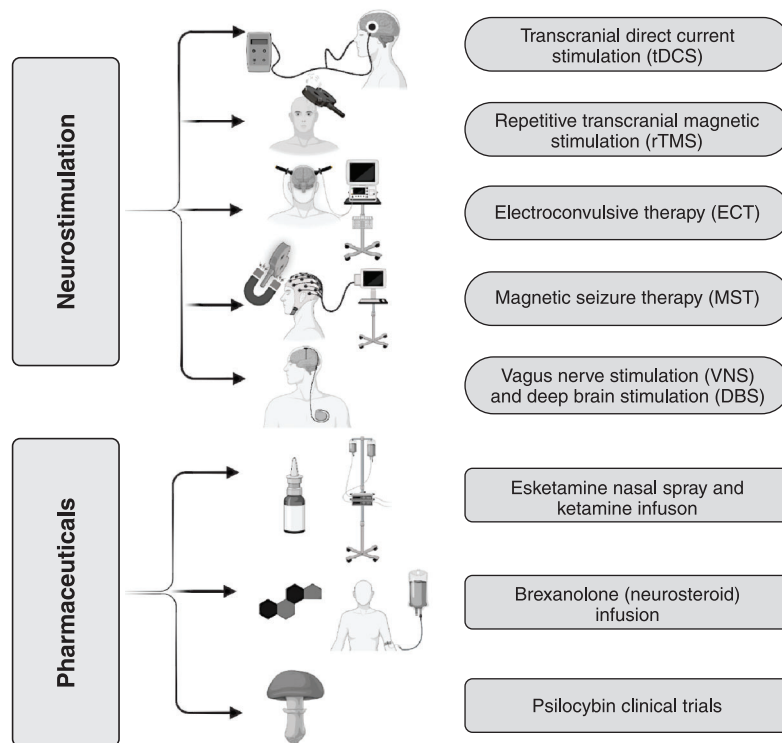 Neurostimulation
Transcranial direct current
stimulation (tDCS)
Repetitive transcranial magnetic
stimulation (rTMS)
Electroconvulsive therapy (ECT)
Magnetic seizure therapy (MST)
Vagus nerve stimulation (VNS)
and deep brain stimulation (DBS)
Pharmaceuticals
Esketamine nasal spray and
ketamine infuson
Brexanolone (neurosteroid)
infusion
Psilocybin clinical trials